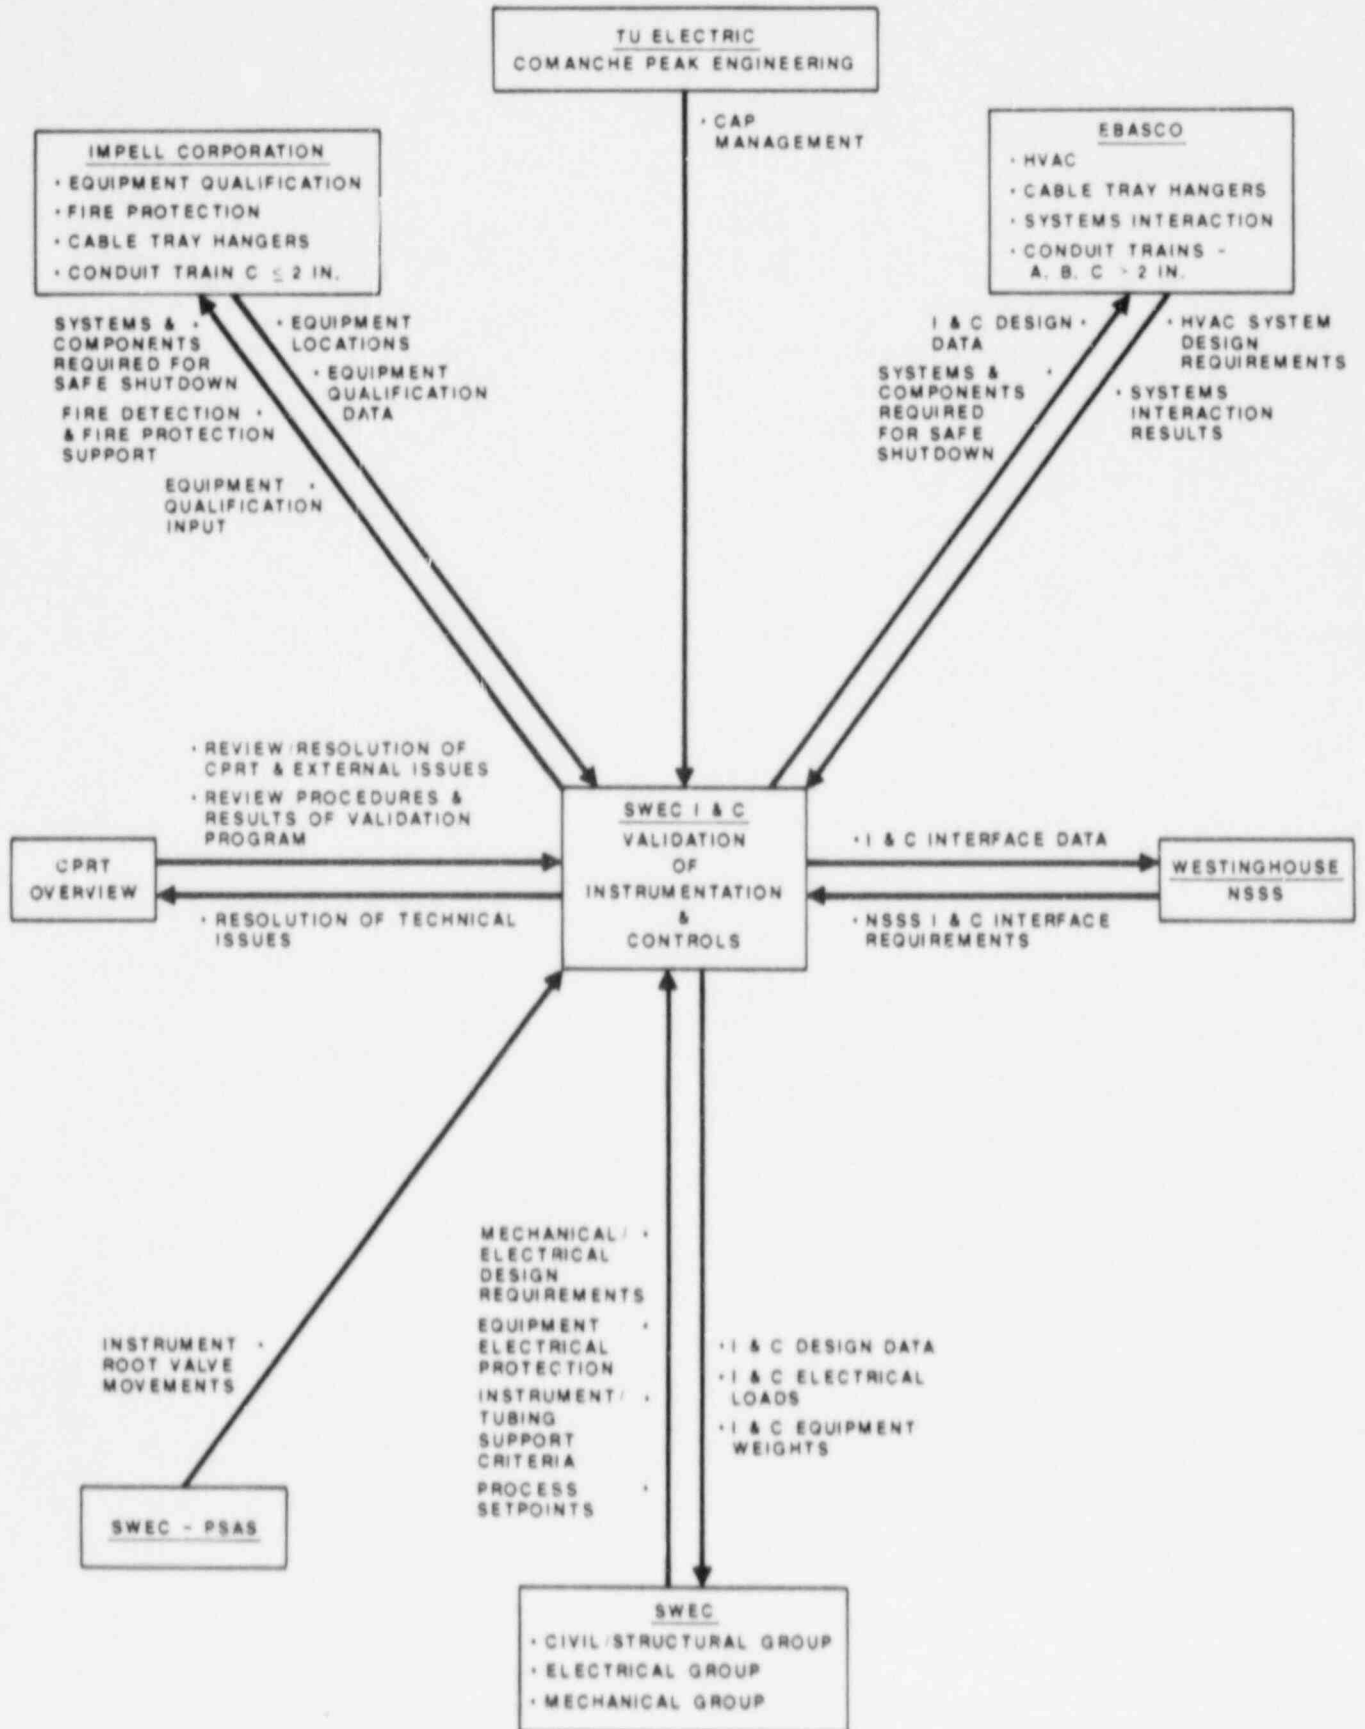 TU ELECTRIC
COMANCHE PEAK ENGINEERING
· CAP
MANAGEMENT
IMPELL CORPORATION
· EQUIPMENT QUALIFICATION
· FIRE PROTECTION
· CABLE TRAY HANGERS
· CONDUIT TRAIN C ≤ 2 IN.
EBASCO
· HVAC
· CABLE TRAY HANGERS
· SYSTEMS INTERACTION
· CONDUIT TRAINS -
A, B, C > 2 IN.
SYSTEMS & ·
COMPONENTS
REQUIRED FOR
SAFE SHUTDOWN
FIRE DETECTION ·
& FIRE PROTECTION
SUPPORT
EQUIPMENT ·
QUALIFICATION
INPUT
· EQUIPMENT
LOCATIONS
· EQUIPMENT
QUALIFICATION
DATA
I & C DESIGN ·
DATA
SYSTEMS & ·
COMPONENTS
REQUIRED
FOR SAFE
SHUTDOWN
· HVAC SYSTEM
DESIGN
REQUIREMENTS
· SYSTEMS
INTERACTION
RESULTS
· REVIEW/RESOLUTION OF
CPRT & EXTERNAL ISSUES
· REVIEW PROCEDURES &
RESULTS OF VALIDATION
PROGRAM
CPRT
OVERVIEW
· RESOLUTION OF TECHNICAL
ISSUES
SWEC I & C
VALIDATION
OF
INSTRUMENTATION
&
CONTROLS
· I & C INTERFACE DATA
WESTINGHOUSE
NSSS
· NSSS I & C INTERFACE
REQUIREMENTS
INSTRUMENT ·
ROOT VALVE
MOVEMENTS
SWEC - PSAS
MECHANICAL/ ·
ELECTRICAL
DESIGN
REQUIREMENTS
EQUIPMENT ·
ELECTRICAL
PROTECTION
INSTRUMENT/ ·
TUBING
SUPPORT
CRITERIA
PROCESS ·
SETPOINTS
· I & C DESIGN DATA
· I & C ELECTRICAL
LOADS
· I & C EQUIPMENT
WEIGHTS
SWEC
· CIVIL/STRUCTURAL GROUP
· ELECTRICAL GROUP
· MECHANICAL GROUP